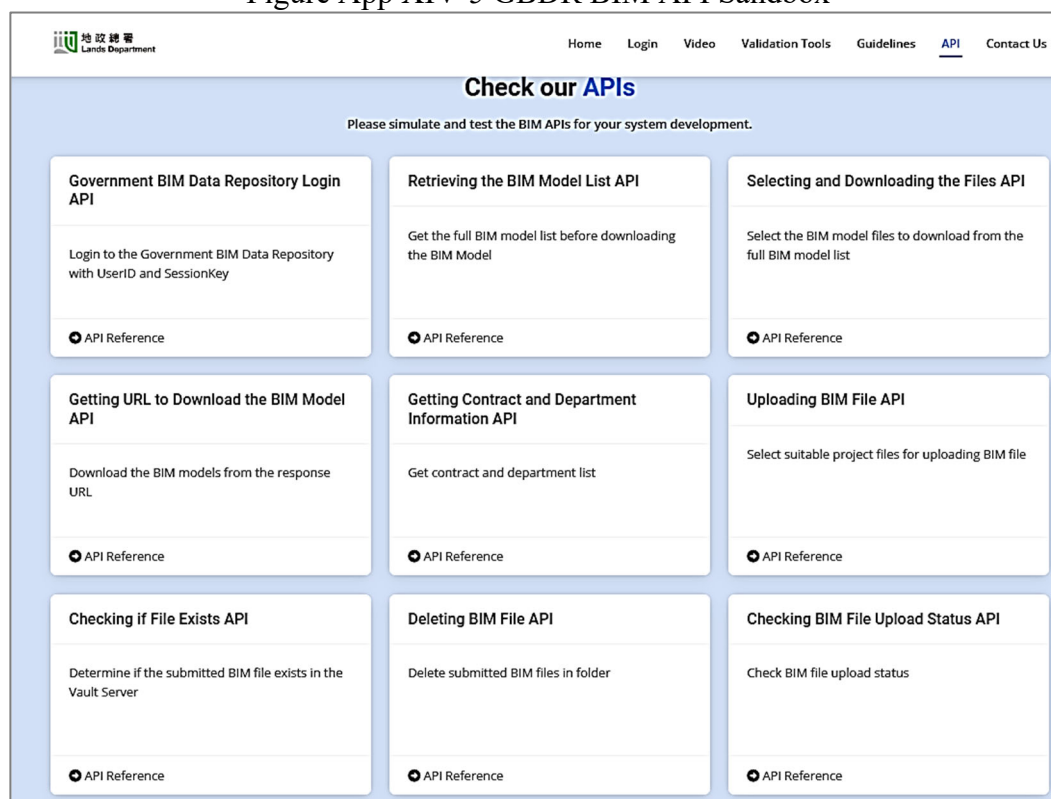 Figure App XIV-5 GBDR BIM API Sandbox
地政總署
Lands Department
Home Login Video Validation Tools Guidelines API Contact Us
Check our APIs
Please simulate and test the BIM APIs for your system development.
Government BIM Data Repository Login
API
Login to the Government BIM Data Repository
with UserID and SessionKey
API Reference
Retrieving the BIM Model List API
Get the full BIM model list before downloading
the BIM Model
API Reference
Selecting and Downloading the Files API
Select the BIM model files to download from the
full BIM model list
API Reference
Getting URL to Download the BIM Model
API
Download the BIM models from the response
URL
API Reference
Getting Contract and Department
Information API
Get contract and department list
API Reference
Uploading BIM File API
Select suitable project files for uploading BIM file
API Reference
Checking if File Exists API
Determine if the submitted BIM file exists in the
Vault Server
API Reference
Deleting BIM File API
Delete submitted BIM files in folder
API Reference
Checking BIM File Upload Status API
Check BIM file upload status
API Reference